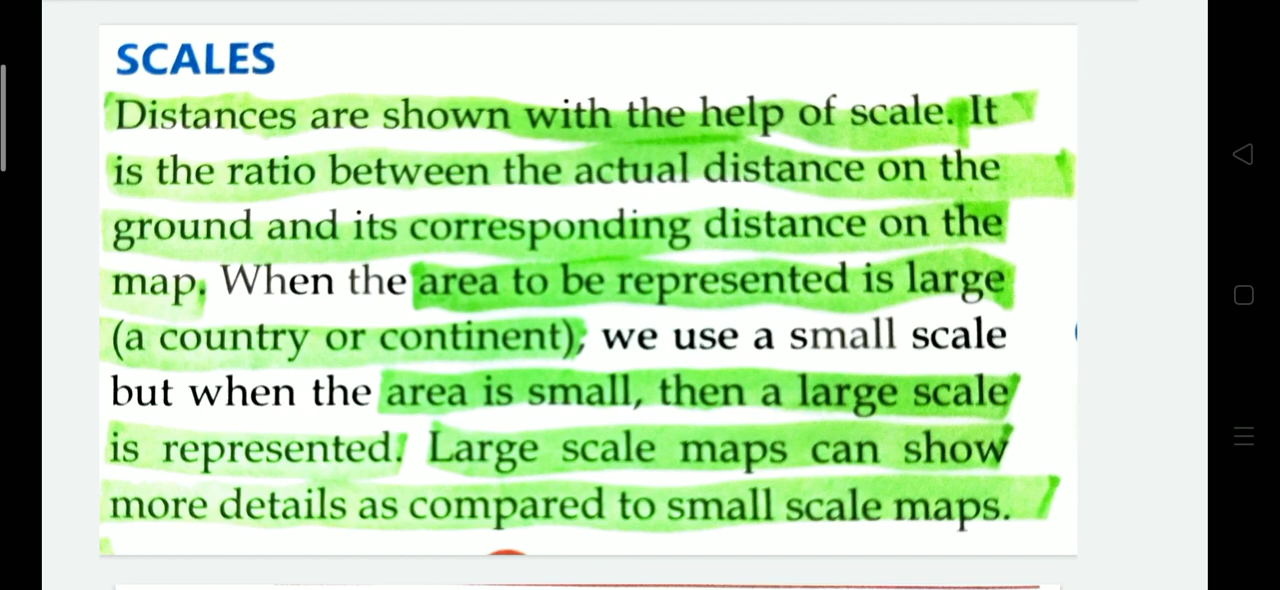 SCALES
Distances are shown with the help of scale. It
is the ratio between the actual distance on the
ground and its corresponding distance on the
map. When the area to be represented is large
(a country or continent), we use a small scale
but when the area is small, then a large scale
is represented. Large scale maps can show
more details as compared to small scale maps.